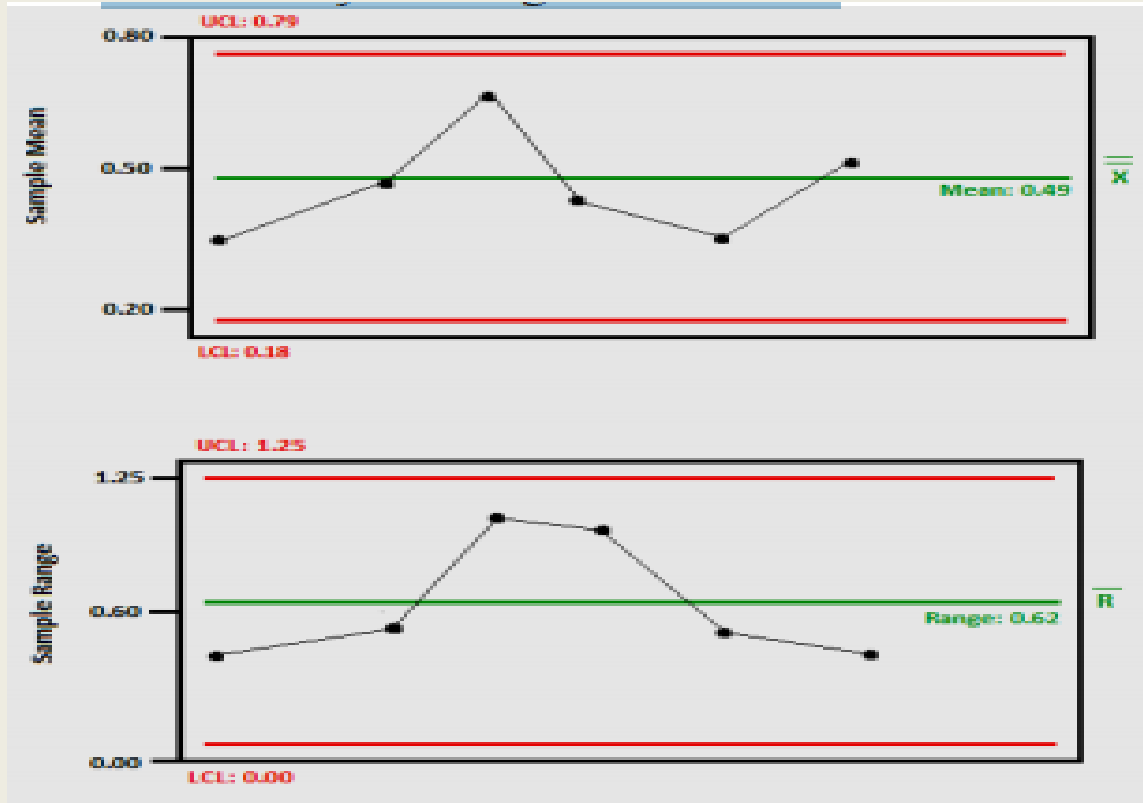 UCL: 0.79
0.80
Sample Mean
0.50
X
Mean: 0.49
0.20
LCL: 0.18
UCL: 1.25
1.25
Sample Range
0.60
R
Range: 0.62
0.00
LCL: 0.00